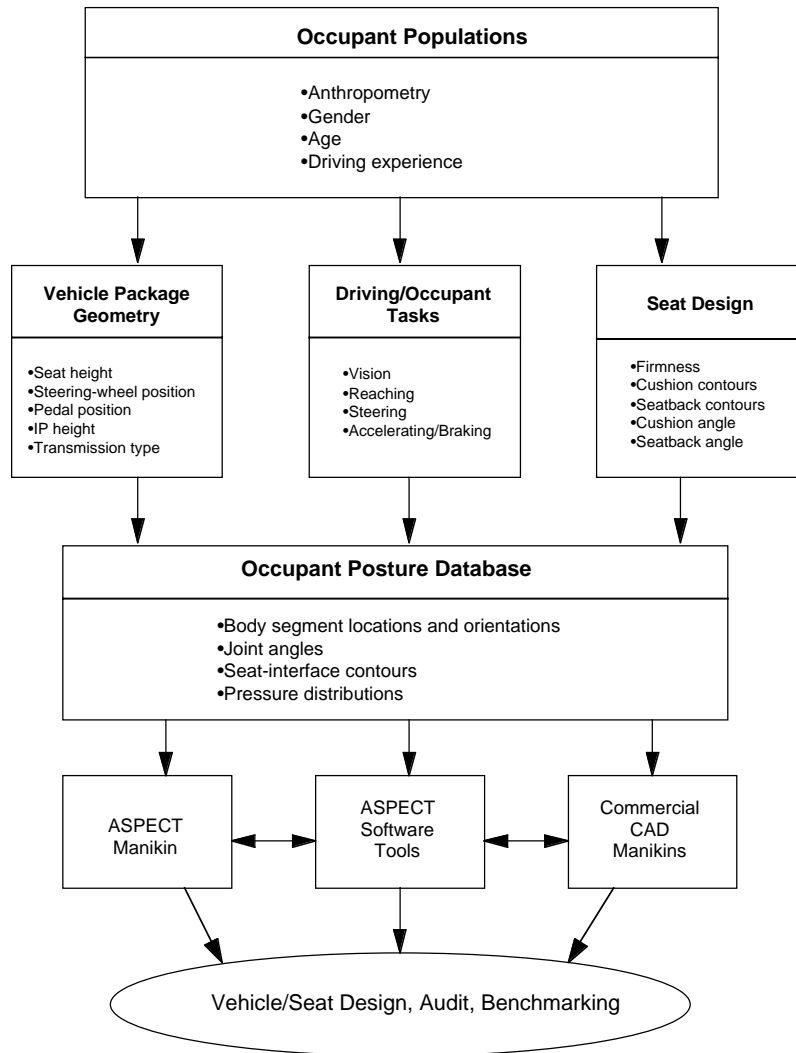 Occupant Populations
•Anthropometry
•Gender
•Age
•Driving experience
Vehicle Package
Geometry
•Seat height
•Steering-wheel position
•Pedal position
•IP height
•Transmission type
Driving/Occupant
Tasks
•Vision
•Reaching
•Steering
•Accelerating/Braking
Seat Design
•Firmness
•Cushion contours
•Seatback contours
•Cushion angle
•Seatback angle
Occupant Posture Database
•Body segment locations and orientations
•Joint angles
•Seat-interface contours
•Pressure distributions
ASPECT
Manikin
ASPECT
Software
Tools
Commercial
CAD
Manikins
Vehicle/Seat Design, Audit, Benchmarking